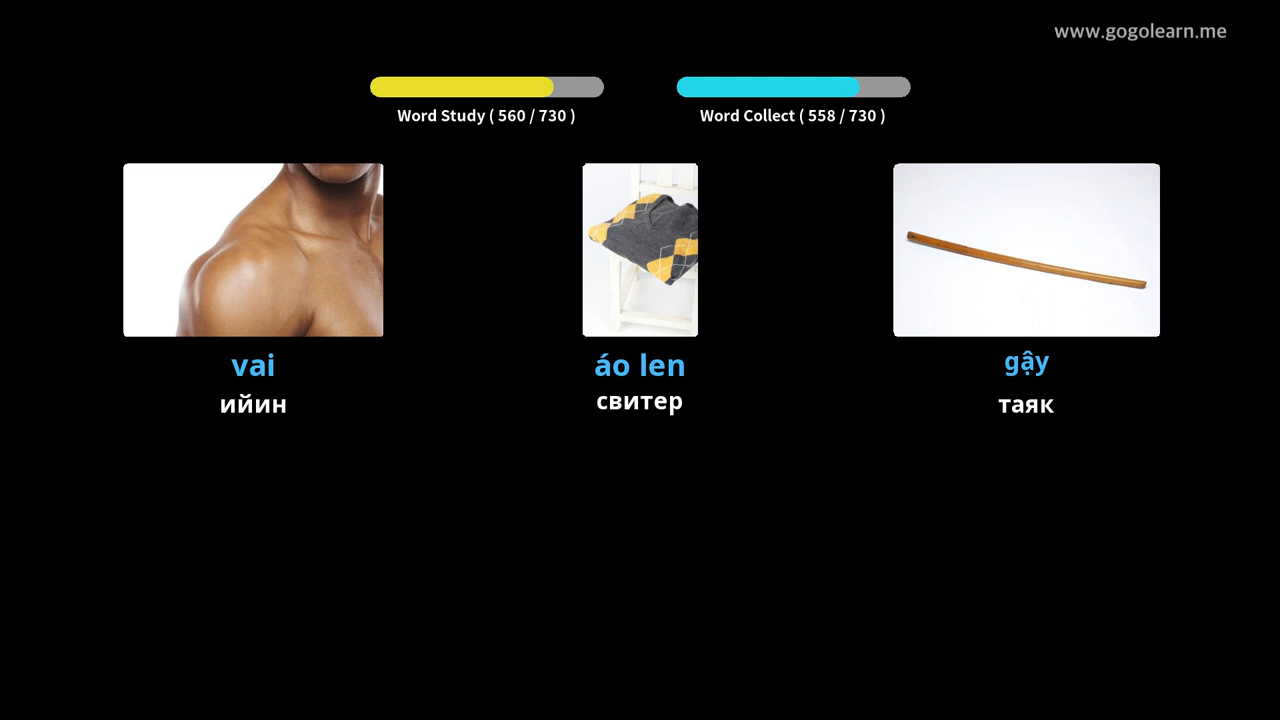 www.gogolearn.me
Word Study ( 560 / 730 )
Word Collect ( 558 / 730 )
vai
ийин
áo len
свитер
gậy
таяк